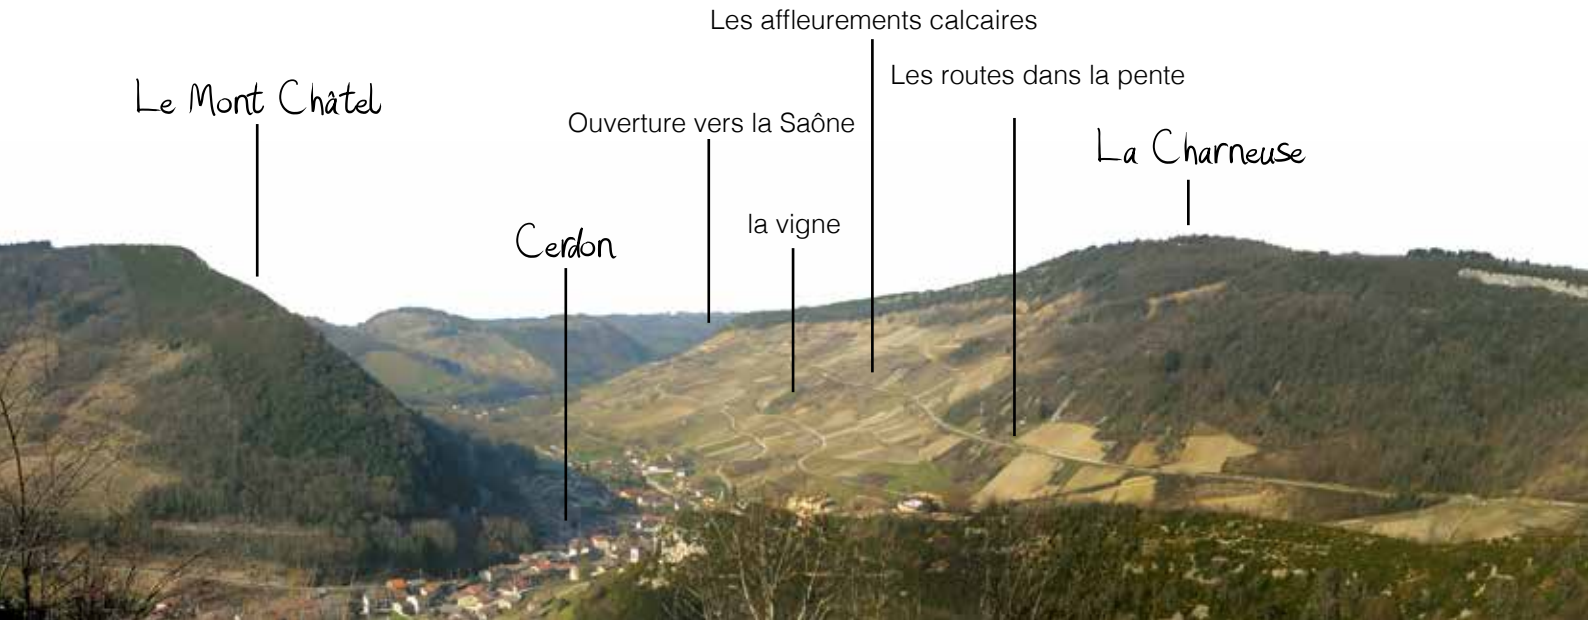 Les affleurements calcaires
Les routes dans la pente
Le Mont Châtel
Ouverture vers la Saône
La Charneuse
la vigne
Cerdon